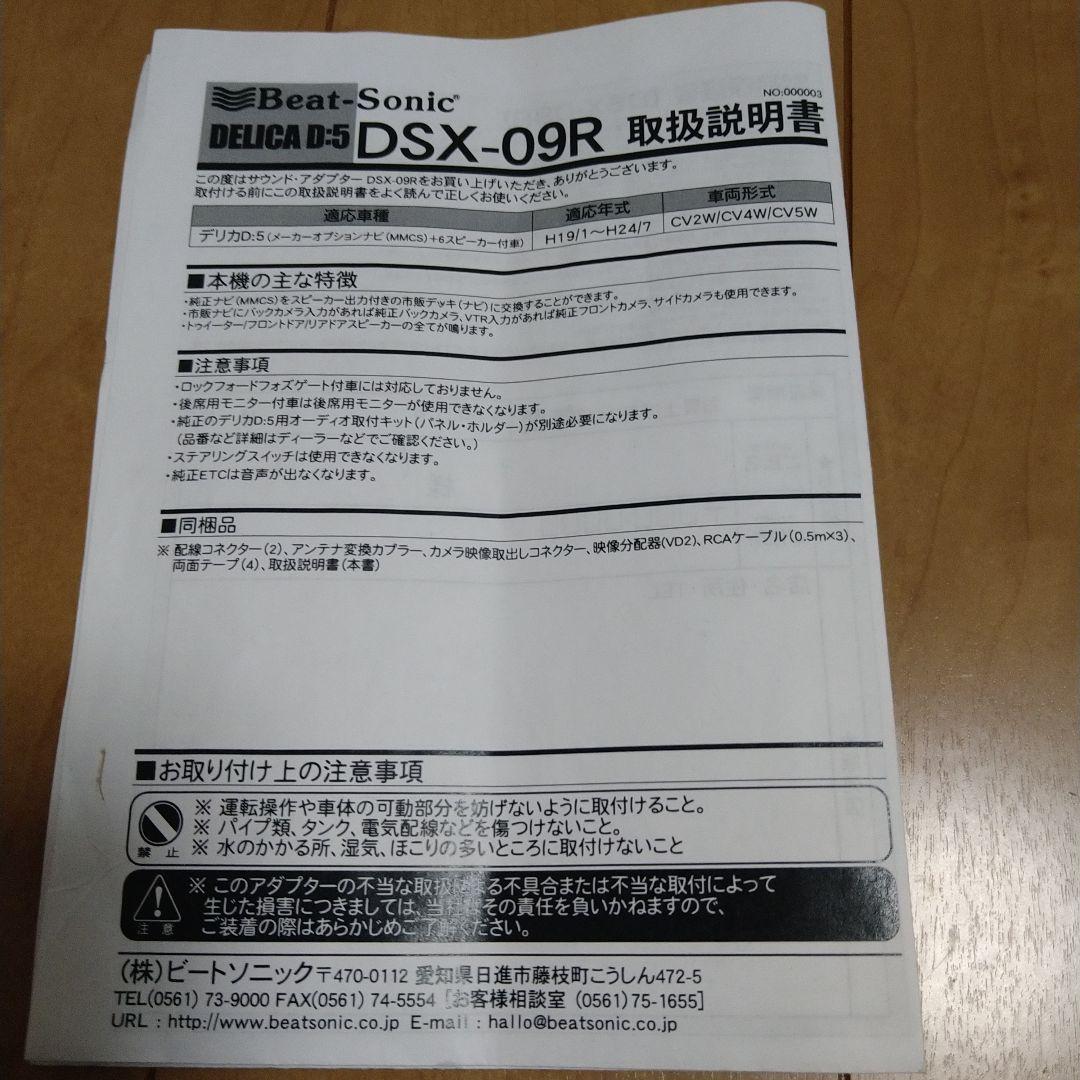 NO:000003
Beat-Sonic®
DELICA D:5 DSX-09R 取扱説明書
この度はサウンド・アダプター DSX-09Rをお買い上げいただき、ありがとうございます。
取付ける前にこの取扱説明書をよく読んで正しくお使いください。
適応車種 適応年式 車両形式
デリカD:5(メーカーオプションナビ(MMCS)+6スピーカー付車) H19/1～H24/7 CV2W/CV4W/CV5W
■本機の主な特徴
・純正ナビ(MMCS)をスピーカー出力付きの市販デッキ(ナビ)に交換することができます。
・市販ナビにバックカメラ入力があれば純正バックカメラ、VTR入力があれば純正フロントカメラ、サイドカメラも使用できます。
・トゥイーター/フロントドア/リアドアスピーカーの全てが鳴ります。
■注意事項
・ロックフォードフォズゲート付車には対応しておりません。
・後席用モニター付車は後席用モニターが使用できなくなります。
・純正のデリカD:5用オーディオ取付キット(パネル・ホルダー)が別途必要になります。
(品番など詳細はディーラーなどでご確認ください。)
・ステアリングスイッチは使用できなくなります。
・純正ETCは音声が出なくなります。
■同梱品
※ 配線コネクター(2)、アンテナ変換カプラー、カメラ映像取出しコネクター、映像分配器(VD2)、RCAケーブル(0.5m×3)、
両面テープ(4)、取扱説明書(本書)
■お取り付け上の注意事項
※ 運転操作や車体の可動部分を妨げないように取付けること。
※ パイプ類、タンク、電気配線などを傷つけないこと。
※ 水のかかる所、湿気、ほこりの多いところに取付けないこと
禁 止
※ このアダプターの不当な取扱による不具合または不当な取付によって
生じた損害につきましては、当社はその責任を負いかねますので、
ご装着の際はあらかじめご了解ください。
注 意
(株)ビートソニック 〒470-0112 愛知県日進市藤枝町こうしん472-5
TEL(0561) 73-9000 FAX(0561) 74-5554 [お客様相談室 (0561)75-1655]
URL : http://www.beatsonic.co.jp E-mail : hallo@beatsonic.co.jp